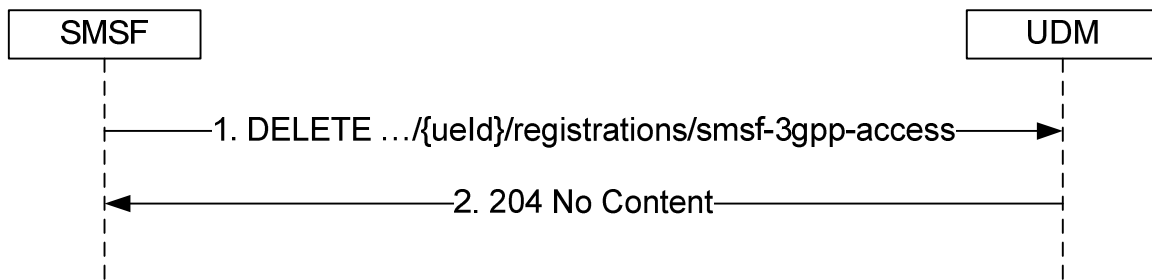 SMSF
UDM
1. DELETE …/{ueId}/registrations/smsf-3gpp-access
2. 204 No Content